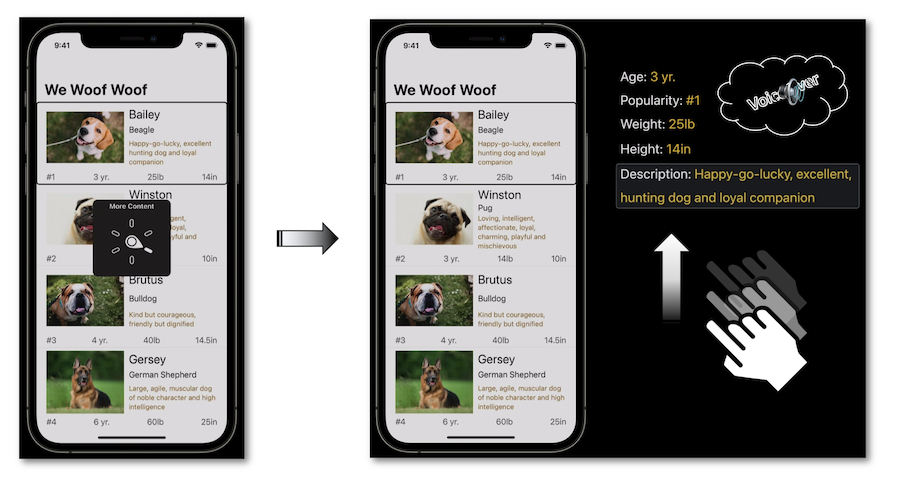 9:41
We Woof Woof
Bailey
Beagle
Happy-go-lucky, excellent
hunting dog and loyal
companion
#1 3 yr. 25lb 14in
Winston
More Content
gent,
loyal,
playful and
#2 10in
Brutus
Bulldog
Kind but courageous,
friendly but dignified
#3 4 yr. 40lb 14.5in
Gersey
German Shepherd
Large, agile, muscular dog
of noble character and high
intelligence
#4 6 yr. 60lb 25in
9:41
We Woof Woof
Bailey
Beagle
Happy-go-lucky, excellent
hunting dog and loyal
companion
#1 3 yr. 25lb 14in
Winston
Pug
Loving, intelligent,
affectionate, loyal,
charming, playful and
mischievous
#2 3 yr. 14lb 10in
Brutus
Bulldog
Kind but courageous,
friendly but dignified
#3 4 yr. 40lb 14.5in
Gersey
German Shepherd
Large, agile, muscular dog
of noble character and high
intelligence
#4 6 yr. 60lb 25in
Age: 3 yr.
Popularity: #1
Weight: 25lb
Height: 14in
Description: Happy-go-lucky, excellent,
hunting dog and loyal companion
VoiceOver